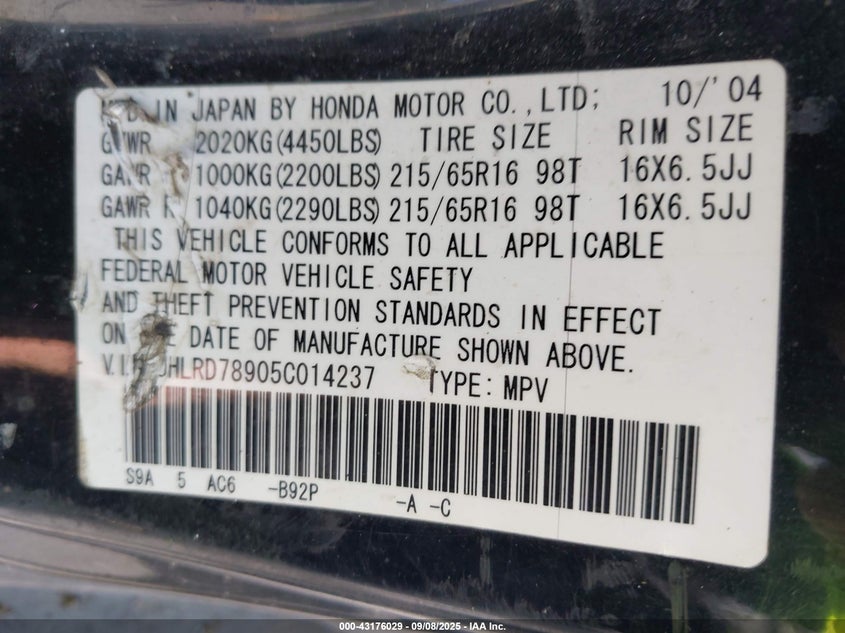 IN JAPAN BY HONDA MOTOR CO.,LTD; 10/'04
GVWR 2020KG(4450LBS) TIRE SIZE RIM SIZE
GAWR 1000KG(2200LBS) 215/65R16 98T 16X6.5JJ
GAWR R 1040KG(2290LBS) 215/65R16 98T 16X6.5JJ
THIS VEHICLE CONFORMS TO ALL APPLICABLE
FEDERAL MOTOR VEHICLE SAFETY
AND THEFT PREVENTION STANDARDS IN EFFECT
ON DATE OF MANUFACTURE SHOWN ABOVE.
JHLRD78905C014237 TYPE: MPV
S9A 5 AC6 -B92P -A -C
000-43176029 - 09/08/2025 - IAA Inc.